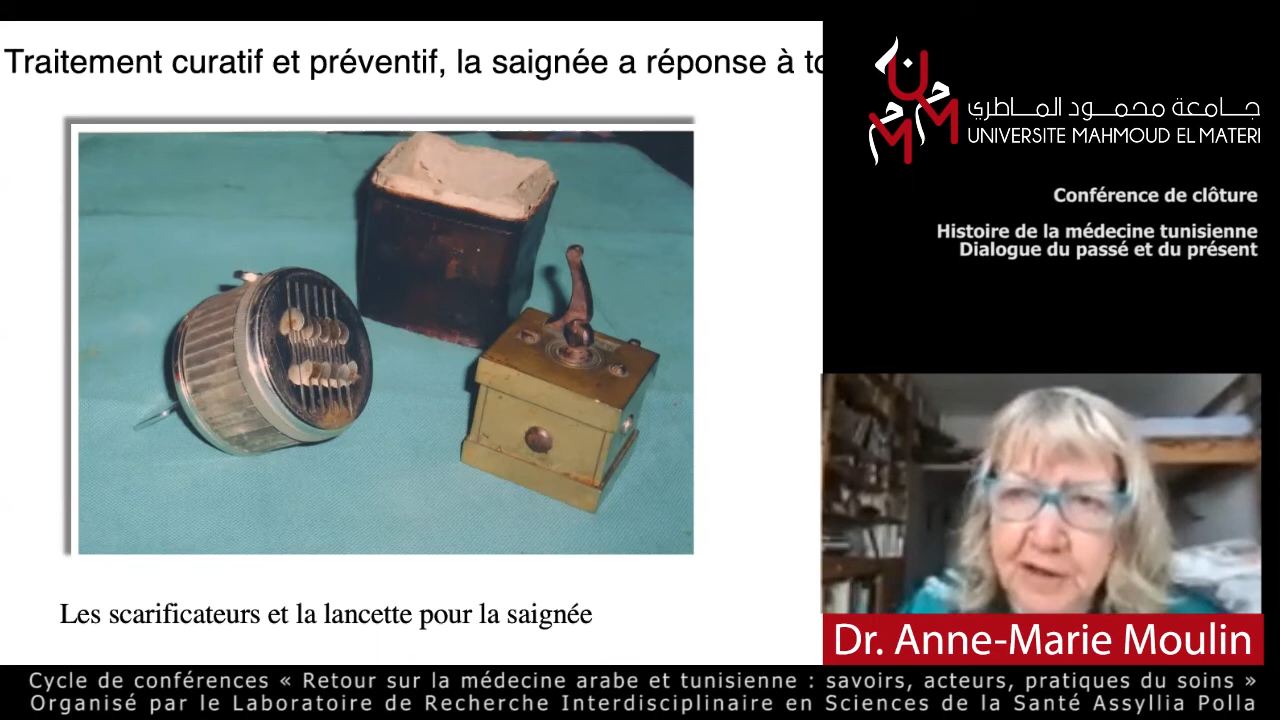 Traitement curatif et préventif, la saignée a réponse à to
Les scarificateurs et la lancette pour la saignée
جامعة محمود الماطري
UNIVERSITE MAHMOUD EL MATERI
Conférence de clôture
Histoire de la médecine tunisienne
Dialogue du passé et du présent
Dr. Anne-Marie Moulin
Cycle de conférences « Retour sur la médecine arabe et tunisienne : savoirs, acteurs, pratiques du soins »
Organisé par le Laboratoire de Recherche Interdisciplinaire en Sciences de la Santé Assyllia Polla